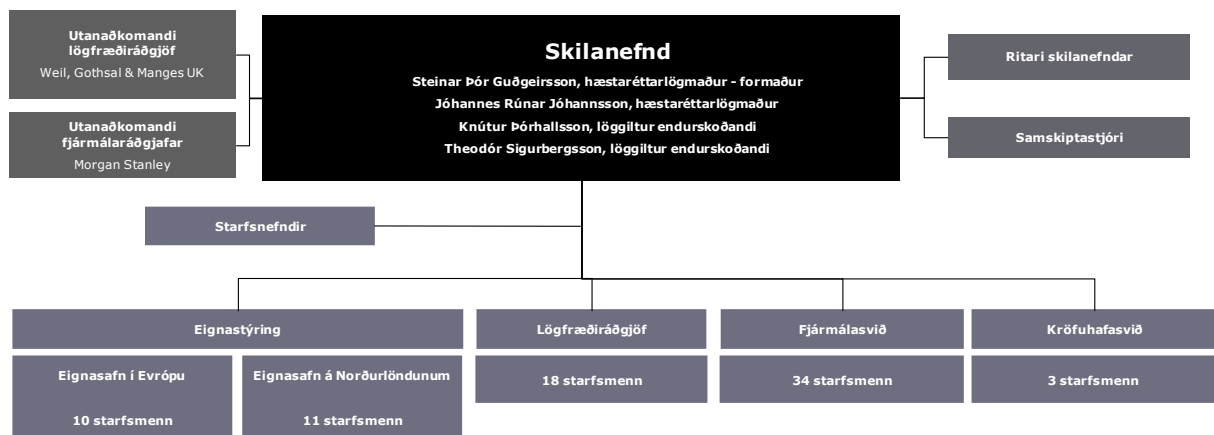 Utanaðkomandi
lögfræðiráðgjöf
Weil, Gothsal & Manges UK
Utanaðkomandi
fjármálaráðgjafar
Morgan Stanley
Skilanefnd
Steinar Þór Guðgeirsson, hæstaréttarlögmaður - formaður
Jóhannes Rúnar Jóhannsson, hæstaréttarlögmaður
Knútur Þórhallsson, löggiltur endurskoðandi
Theodór Sigurbergsson, löggiltur endurskoðandi
Ritari skilanefndar
Samskiptastjóri
Starfsnefndir
Eignastýring
Eignasafn í Evrópu
10 starfsmenn
Eignasafn á Norðurlöndunum
11 starfsmenn
Lögfræðiráðgjöf
18 starfsmenn
Fjármálasvið
34 starfsmenn
Kröfuhafasvið
3 starfsmenn